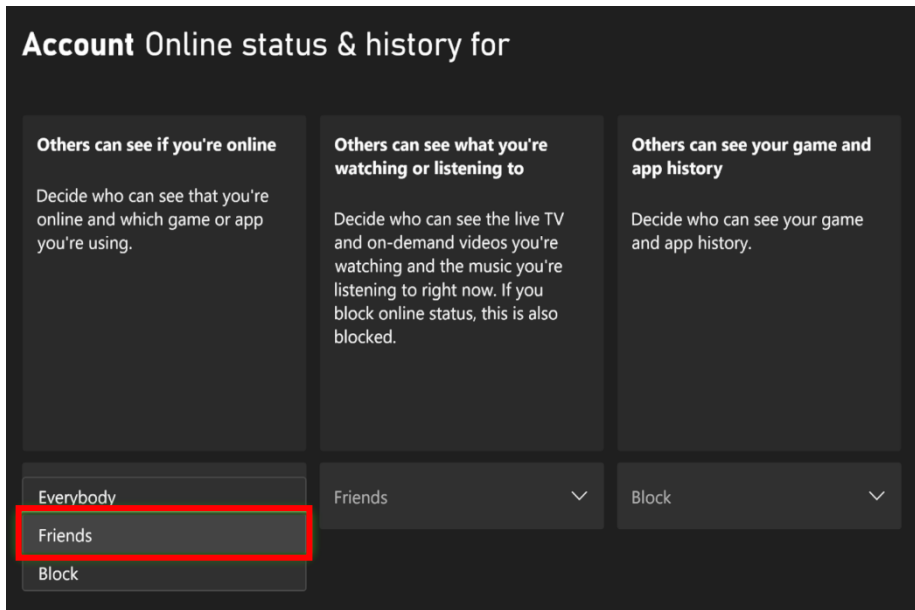 Account Online status & history for
Others can see if you're online
Decide who can see that you're
online and which game or app
you're using.
Others can see what you're
watching or listening to
Decide who can see the live TV
and on-demand videos you're
watching and the music you're
listening to right now. If you
block online status, this is also
blocked.
Others can see your game and
app history
Decide who can see your game
and app history.
Everybody
Friends
Block
Friends
Block